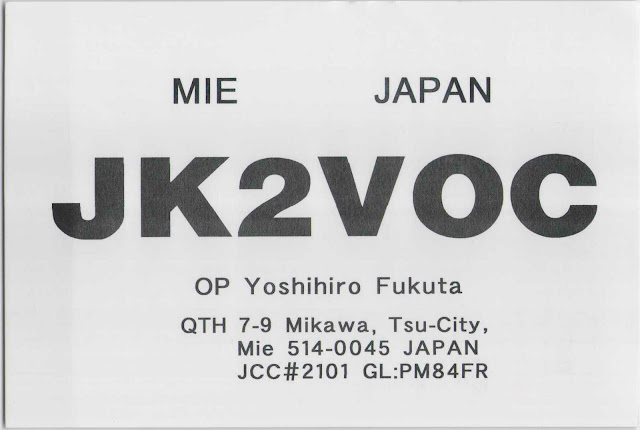 MIE JAPAN
JK2VOC
OP Yoshihiro Fukuta
QTH 7-9 Mikawa, Tsu-City,
Mie 514-0045 JAPAN
JCC#2101 GL:PM84FR